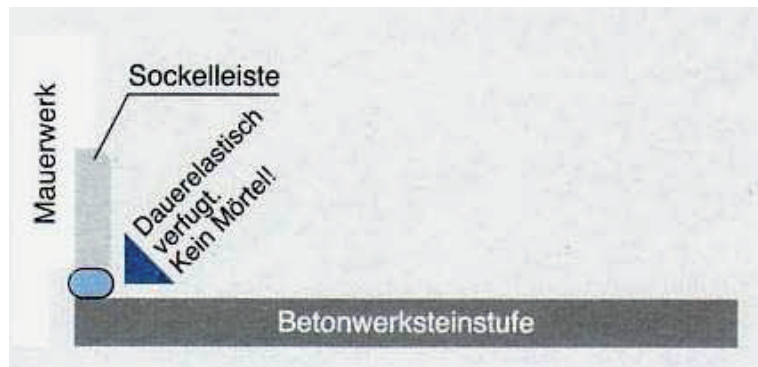 Mauerwerk
Sockelleiste
Dauerelastisch
verfugt.
Kein Mörtel!
Betonwerksteinstufe